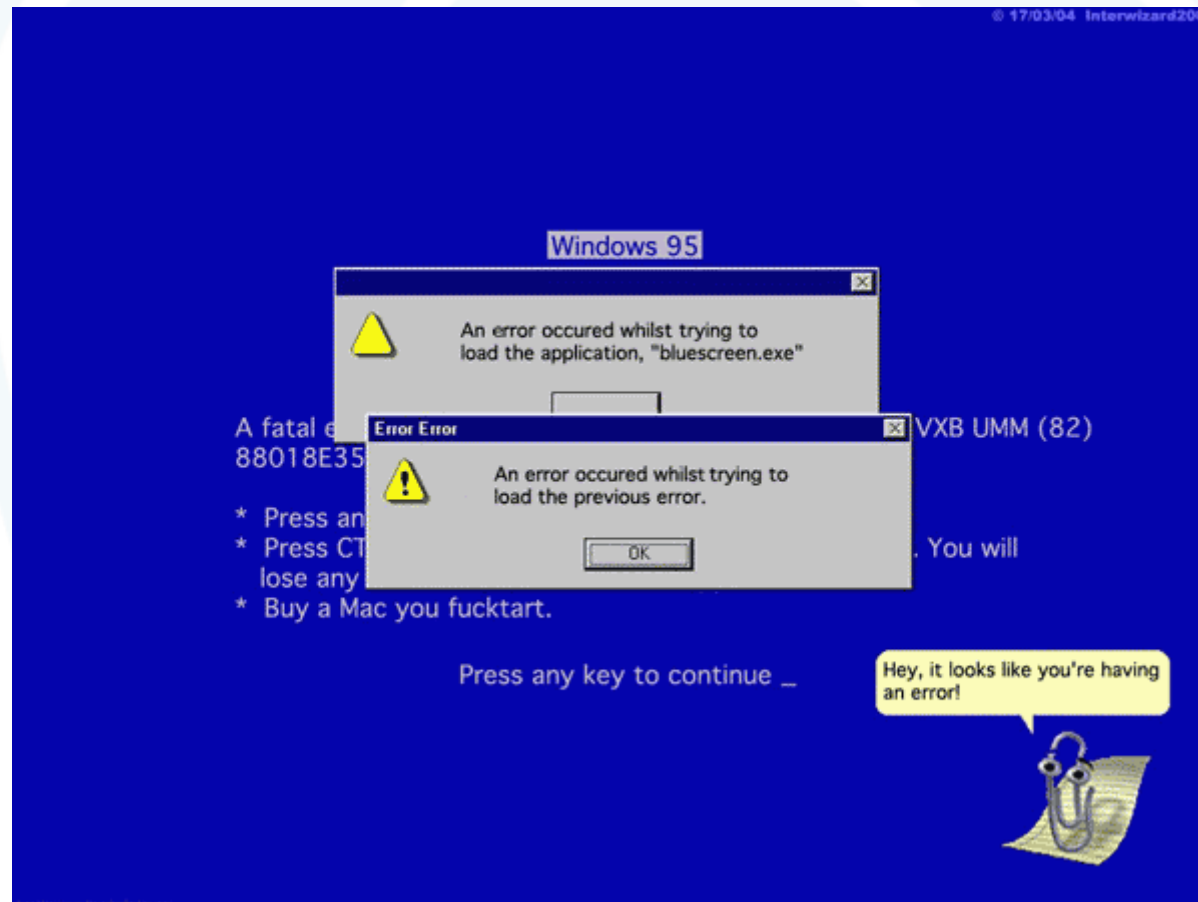 © 17/03/04 Interwizard20
Windows 95
An error occured whilst trying to
load the application, "bluescreen.exe"
A fatal e
VXB UMM (82)
88018E35
Error Error
An error occured whilst trying to
load the previous error.
OK
* Press an
* Press CT
. You will
lose any
* Buy a Mac you fucktart.
Press any key to continue _
Hey, it looks like you're having
an error!